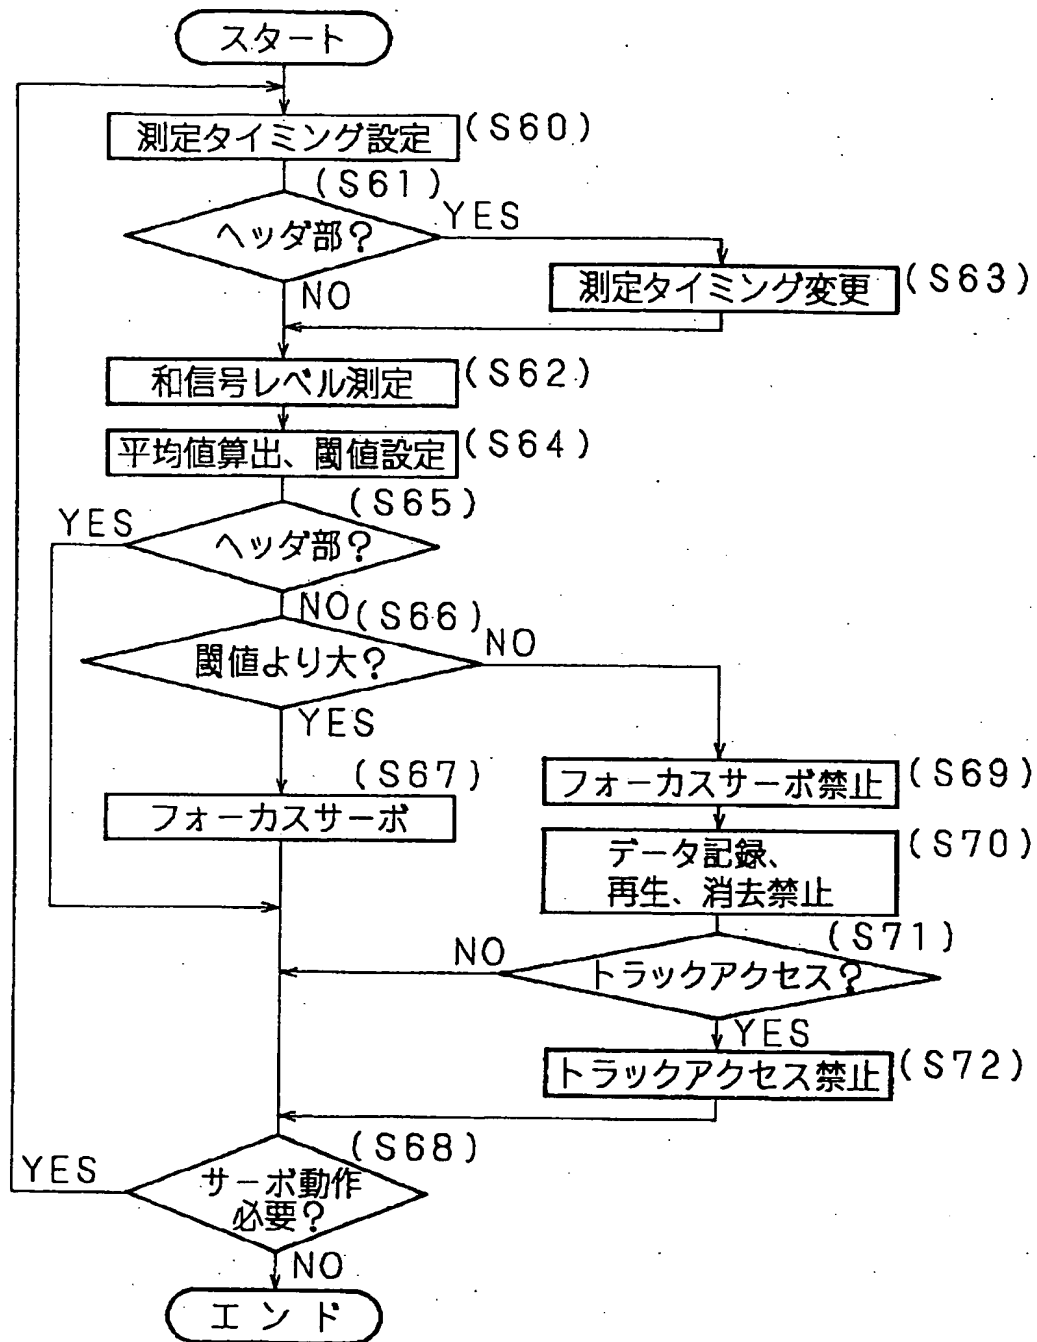 スタート
測定タイミング設定
(S60)
(S61)
ヘッダ部?
YES
NO
測定タイミング変更
(S63)
和信号レベル測定
(S62)
平均値算出、閾値設定
(S64)
(S65)
YES
ヘッダ部?
NO
(S66)
閾値より大?
NO
YES
(S67)
フォーカスサーボ
フォーカスサーボ禁止
(S69)
データ記録、
再生、消去禁止
(S70)
(S71)
NO
トラックアクセス?
YES
トラックアクセス禁止
(S72)
(S68)
YES
サーボ動作
必要?
NO
エンド